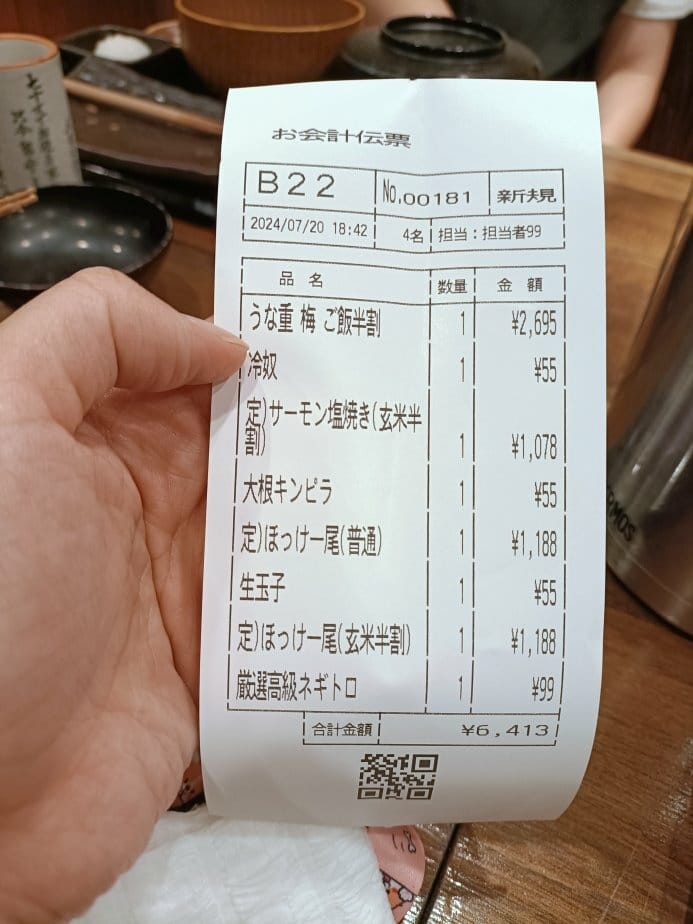 お会計伝票
B22 No.00181 新規
2024/07/20 18:42 4名 担当：担当者99
品名 数量 金額
うな重 梅 ご飯半割 1 ¥2,695
冷奴 1 ¥55
定)サーモン塩焼き(玄米半
割) 1 ¥1,078
大根キンピラ 1 ¥55
定)ほっけ一尾(普通) 1 ¥1,188
生玉子 1 ¥55
定)ほっけ一尾(玄米半割) 1 ¥1,188
厳選高級ネギトロ 1 ¥99
合計金額 ¥6,413